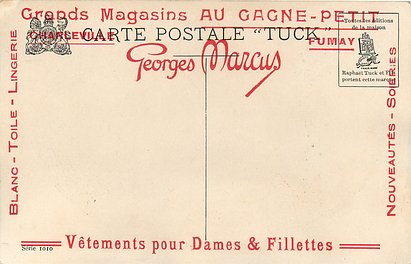 Grands Magasins AU GAGNE-PETIT
CHARLEVILLE
CARTE POSTALE "TUCK"
FUMAY
Georges Marcus
Toutes les éditions
de la maison
Raphael Tuck et Fils
portent cette marque
BLANC - TOILE - LINGERIE
NOUVEAUTÉS - SOIERIES
Série 1010
Vêtements pour Dames & Fillettes